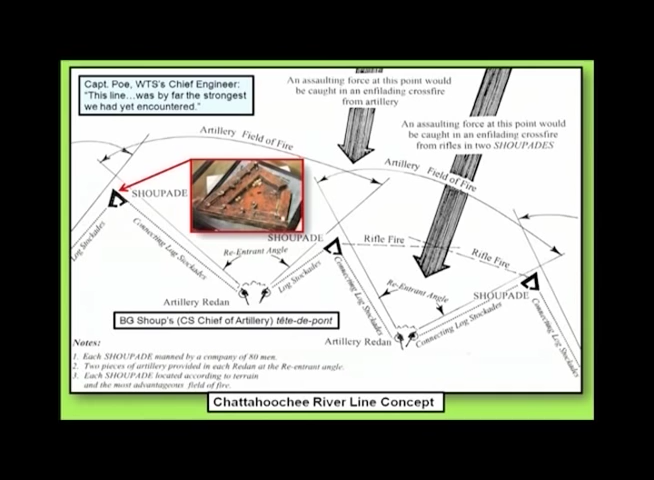 Capt. Poe, WTS's Chief Engineer:
"This line…was by far the strongest
we had yet encountered."
An assaulting force at this point would
be caught in an enfilading crossfire
from artillery
An assaulting force at this point would
be caught in an enfilading crossfire
from rifles in two SHOUPADES
Artillery Field of Fire
Artillery Field of Fire
SHOUPADE
Log Stockades
Connecting Log Stockades
SHOUPADE
Re-Entrant Angle
Log Stockades
Rifle Fire
Rifle Fire
Connecting Log Stockades
Re-Entrant Angle
SHOUPADE
Connecting Log Stockades
Log Stockades
Artillery Redan
Artillery Redan
BG Shoup's (CS Chief of Artillery) tête-de-pont
Notes:
1. Each SHOUPADE manned by a company of 80 men.
2. Two pieces of artillery provided in each Redan at the Re-entrant angle.
3. Each SHOUPADE located according to terrain
and the most advantageous field of fire.
Chattahoochee River Line Concept